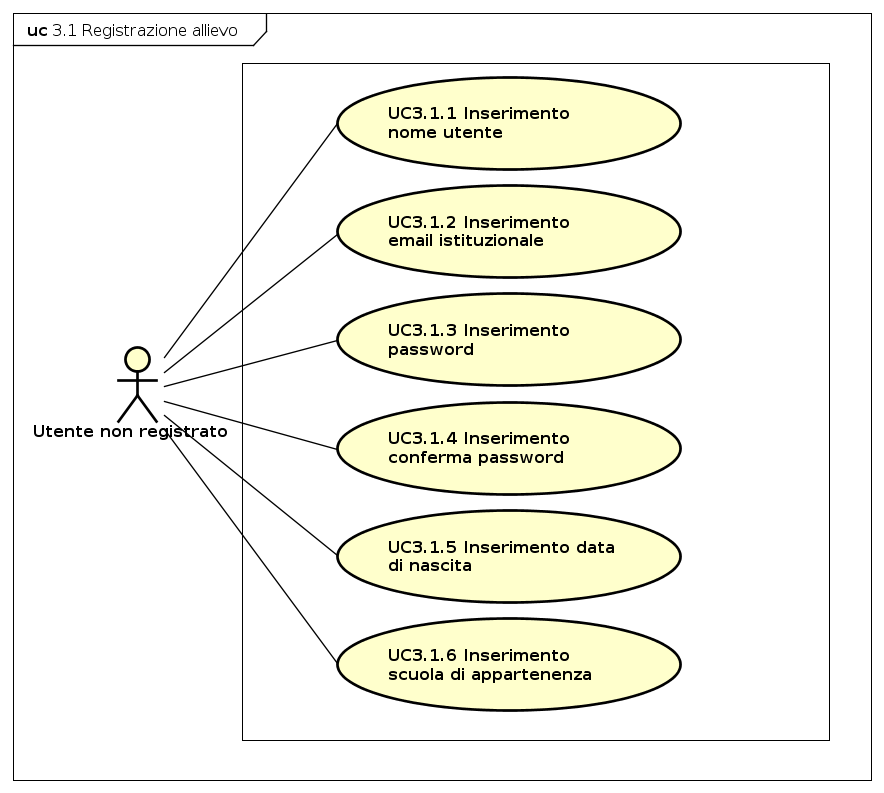 uc 3.1 Registrazione allievo
UC3.1.1 Inserimento
nome utente
UC3.1.2 Inserimento
email istituzionale
UC3.1.3 Inserimento
password
Utente non registrato
UC3.1.4 Inserimento
conferma password
UC3.1.5 Inserimento data
di nascita
UC3.1.6 Inserimento
scuola di appartenenza